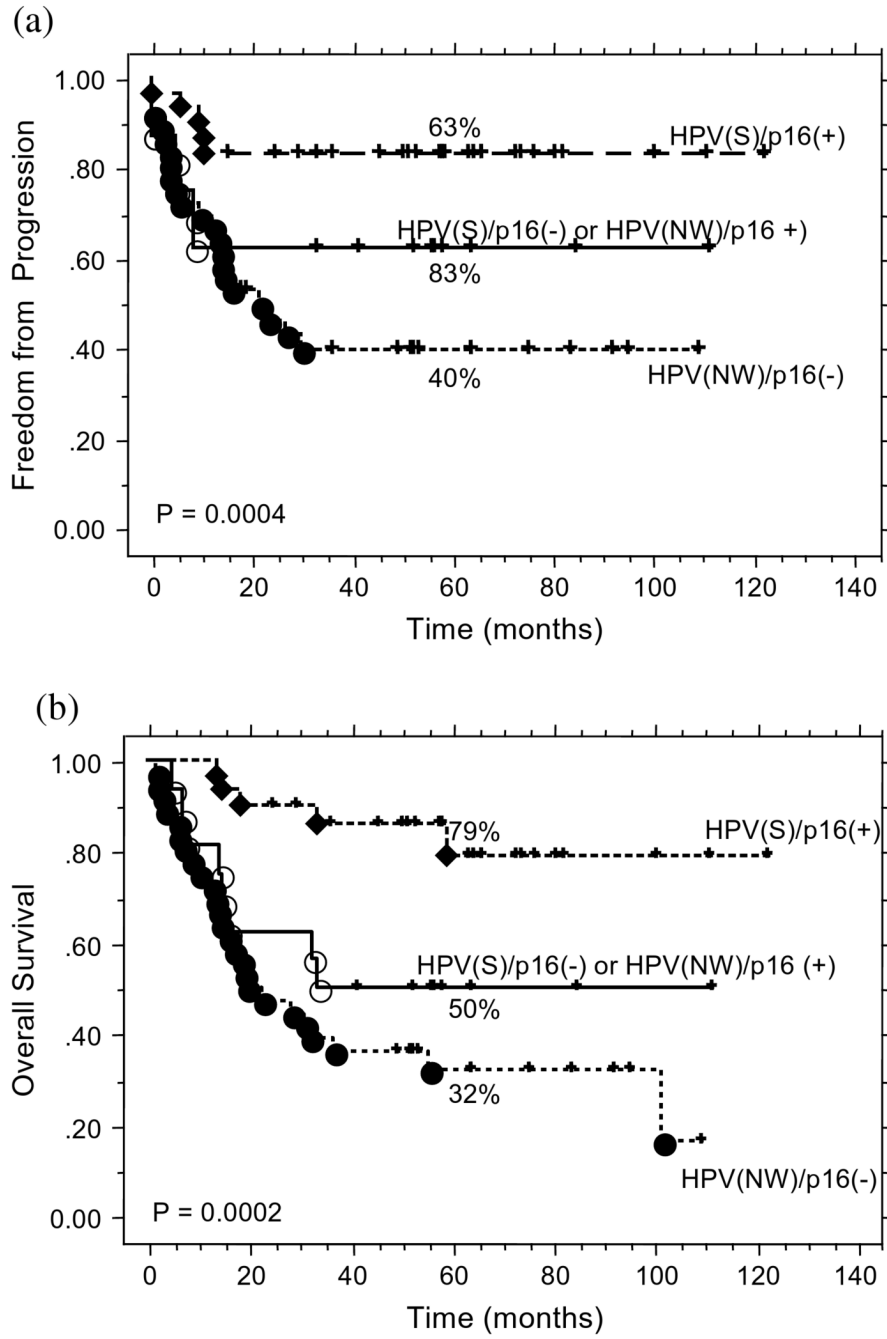 (a)
Freedom from Progression
1.00
.80
.60
.40
.20
0.00
63%
HPV(S)/p16(+)
HPV(S)/p16(-) or HPV(NW)/p16 +)
83%
40%
HPV(NW)/p16(-)
P = 0.0004
0 20 40 60 80 100 120 140
Time (months)
(b)
Overall Survival
1.00
.80
.60
.40
.20
0.00
79%
HPV(S)/p16(+)
HPV(S)/p16(-) or HPV(NW)/p16 (+)
50%
32%
HPV(NW)/p16(-)
P = 0.0002
0 20 40 60 80 100 120 140
Time (months)